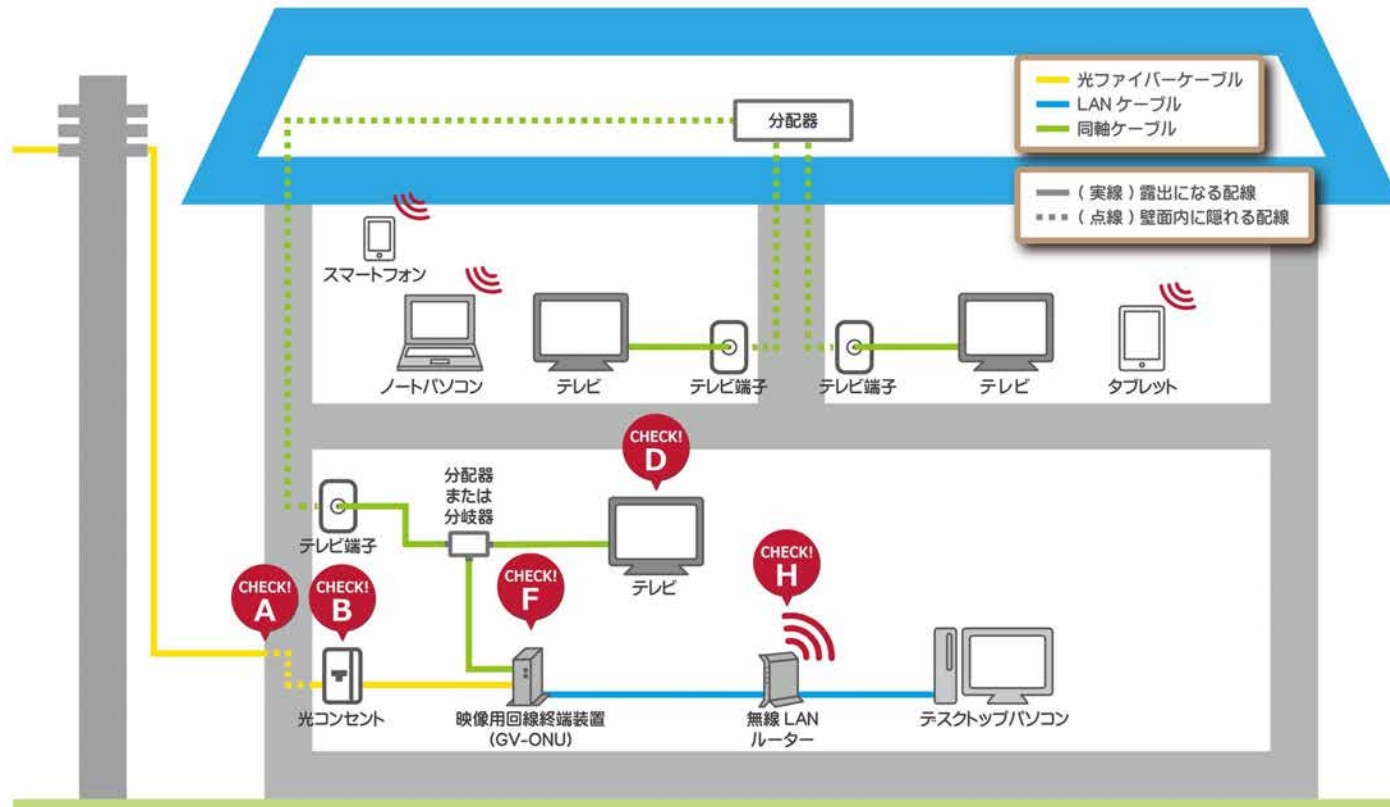 光ファイバーケーブル
LAN ケーブル
同軸ケーブル
分配器
( 実線 ) 露出になる配線
( 点線 ) 壁面内に隠れる配線
スマートフォン
ノートパソコン
テレビ
テレビ端子
テレビ端子
テレビ
タブレット
CHECK!
D
分配器
または
分岐器
テレビ端子
テレビ
CHECK!
A
CHECK!
B
CHECK!
F
CHECK!
H
光コンセント
映像用回線終端装置
(GV-ONU)
無線 LAN
ルーター
デスクトップパソコン